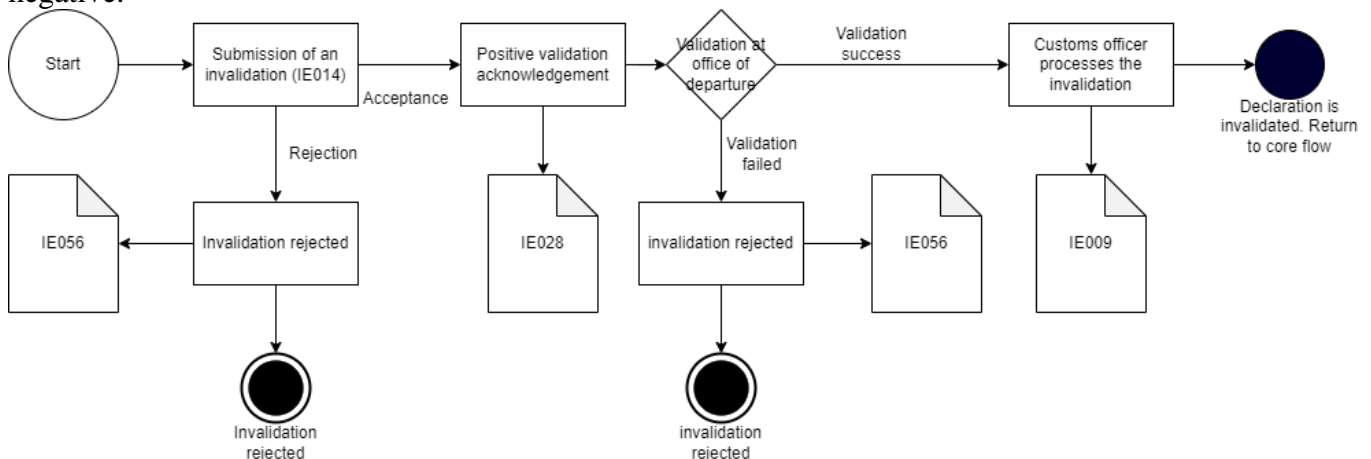 negative.
Start
Submission of an
invalidation (IE014)
Acceptance
Positive validation
acknowledgement
Validation at
office of
departure
Validation
success
Customs officer
processes the
invalidation
Declaration is
invalidated. Return
to core flow
Rejection
Validation
failed
IE056
Invalidation rejected
IE028
invalidation rejected
IE056
IE009
Invalidation
rejected
invalidation
rejected